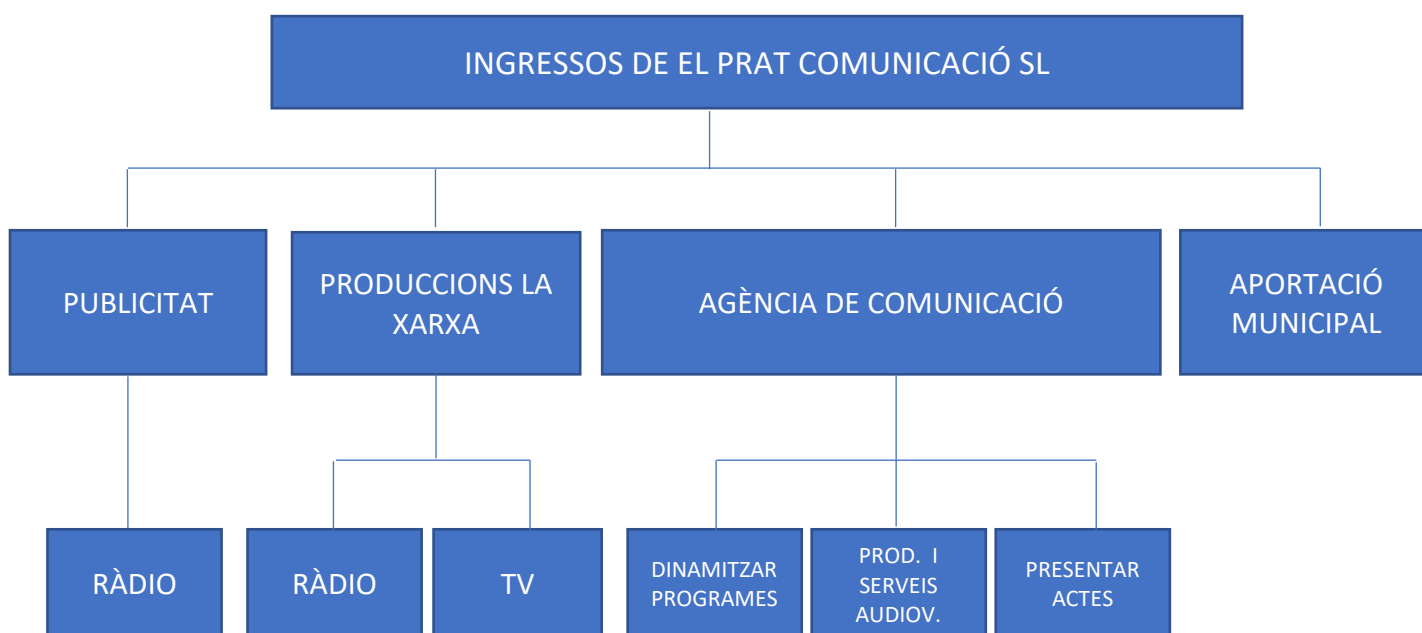 INGRESSOS DE EL PRAT COMUNICACIÓ SL
PUBLICITAT
PRODUCCIONS LA
XARXA
AGÈNCIA DE COMUNICACIÓ
APORTACIÓ
MUNICIPAL
RÀDIO
RÀDIO
TV
DINAMITZAR
PROGRAMES
PROD. I
SERVEIS
AUDIOV.
PRESENTAR
ACTES